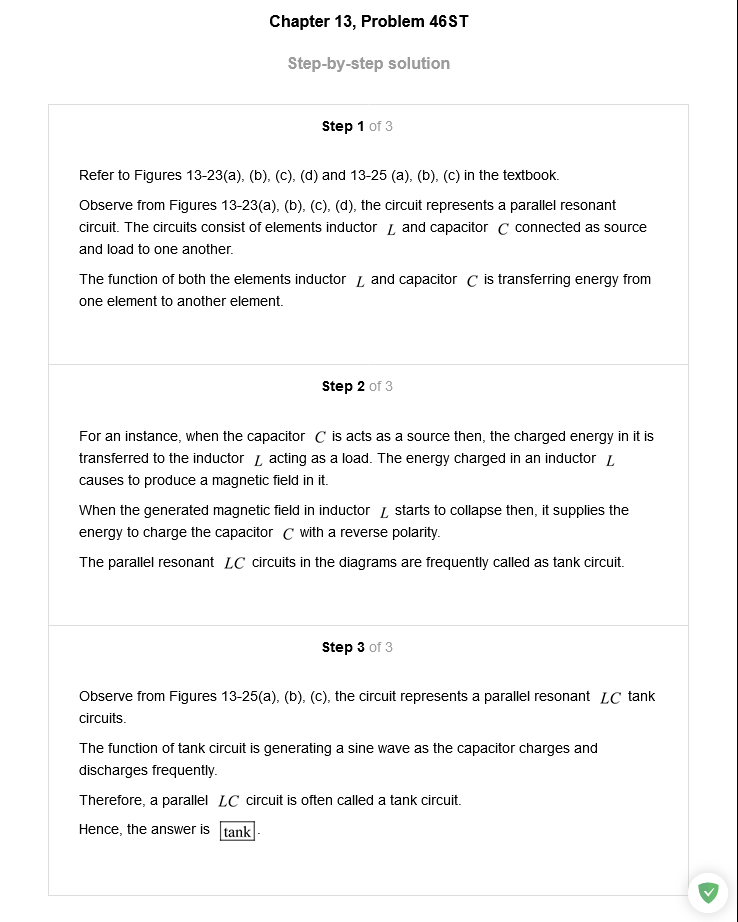 Chapter 13, Problem 46ST
Step-by-step solution
Step 1 of 3
Refer to Figures 13-23(a), (b), (c), (d) and 13-25 (a), (b), (c) in the textbook.
Observe from Figures 13-23(a), (b), (c), (d), the circuit represents a parallel resonant
circuit. The circuits consist of elements inductor L and capacitor C connected as source
and load to one another.
The function of both the elements inductor L and capacitor C is transferring energy from
one element to another element.
Step 2 of 3
For an instance, when the capacitor C is acts as a source then, the charged energy in it is
transferred to the inductor L acting as a load. The energy charged in an inductor L
causes to produce a magnetic field in it.
When the generated magnetic field in inductor L starts to collapse then, it supplies the
energy to charge the capacitor C with a reverse polarity.
The parallel resonant LC circuits in the diagrams are frequently called as tank circuit.
Step 3 of 3
Observe from Figures 13-25(a), (b), (c), the circuit represents a parallel resonant LC tank
circuits.
The function of tank circuit is generating a sine wave as the capacitor charges and
discharges frequently.
Therefore, a parallel LC circuit is often called a tank circuit.
Hence, the answer is tank.